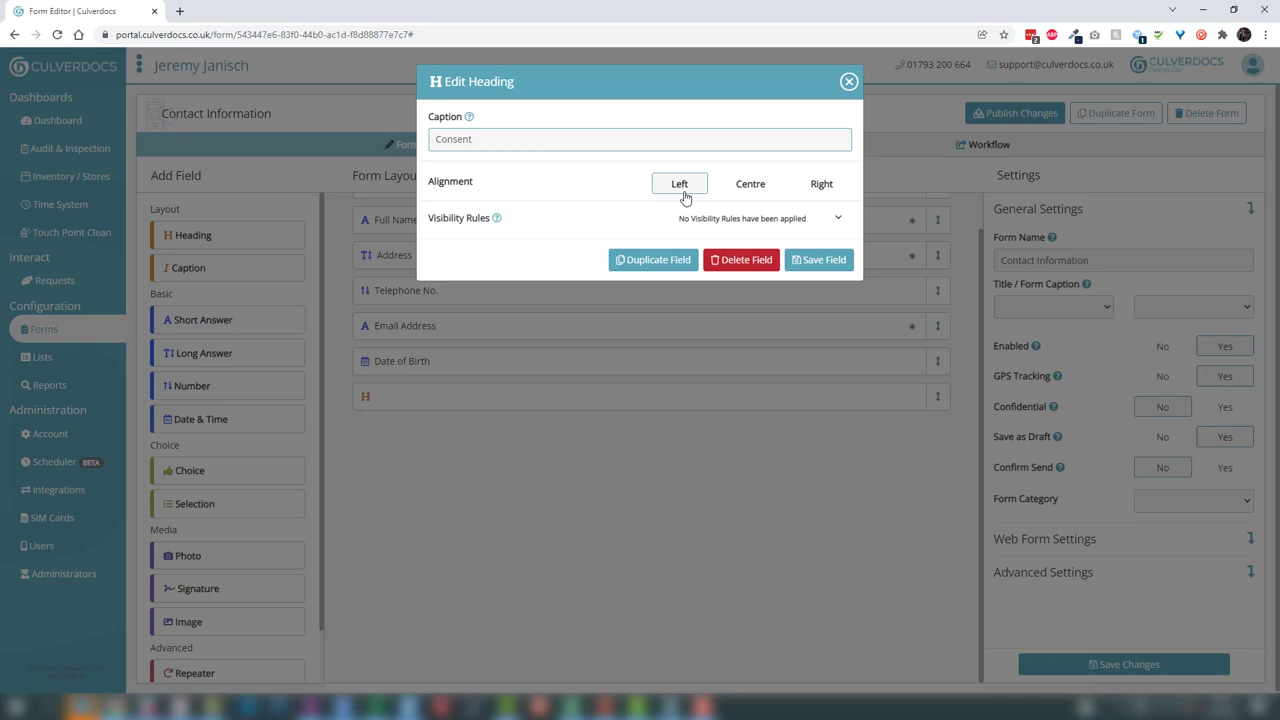 Form Editor | Culverdocs
portal.culverdocs.co.uk/form/543447e6-83f0-44b0-ac1d-f8d88877e7c7#
CULVERDOCS
Jeremy Janisch
01793 200 664
support@culverdocs.co.uk
CULVERDOCS
Dashboards
Dashboard
Audit & Inspection
Inventory / Stores
Time System
Touch Point Clean
Interact
Requests
Configuration
Forms
Lists
Reports
Administration
Account
Scheduler BETA
Integrations
SIM Cards
Users
Administrators
Contact Information
Publish Changes
Duplicate Form
Delete Form
Form
Workflow
Add Field
Layout
Heading
Caption
Basic
Short Answer
Long Answer
Number
Date & Time
Choice
Choice
Selection
Media
Photo
Signature
Image
Advanced
Repeater
Form Layou
Full Name
Address
Telephone No.
Email Address
Date of Birth
H
H Edit Heading
Caption
Consent
Alignment
Left
Centre
Right
Visibility Rules
No Visibility Rules have been applied
Duplicate Field
Delete Field
Save Field
Settings
General Settings
Form Name
Contact Information
Title / Form Caption
Enabled
No
Yes
GPS Tracking
No
Yes
Confidential
No
Yes
Save as Draft
No
Yes
Confirm Send
No
Yes
Form Category
Web Form Settings
Advanced Settings
Save Changes